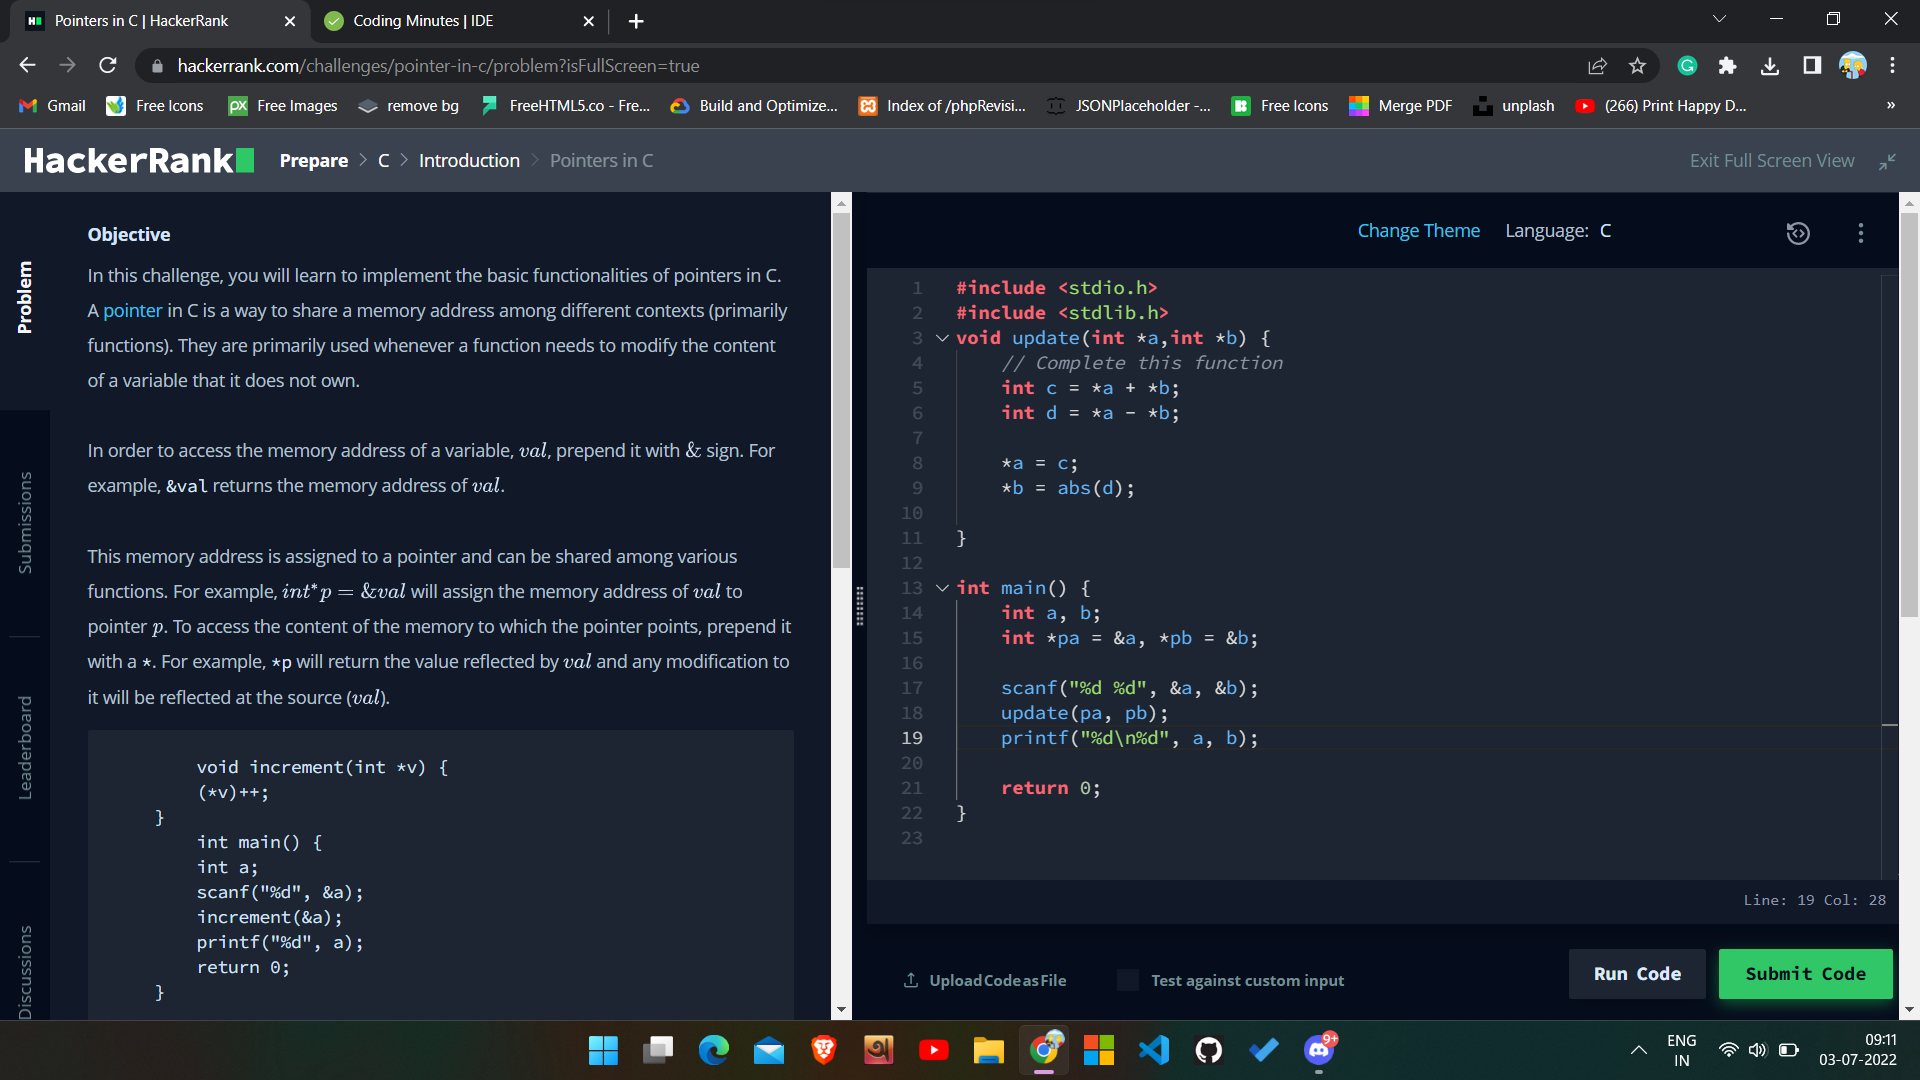 Pointers in C | HackerRank
Coding Minutes | IDE
hackerrank.com/challenges/pointer-in-c/problem?isFullScreen=true
Gmail
Free Icons
px
Free Images
remove bg
FreeHTML5.co - Fre...
Build and Optimize...
Index of /phpRevisi...
JSONPlaceholder -...
Free Icons
Merge PDF
unplash
(266) Print Happy D...
»
HackerRank
Prepare > C > Introduction > Pointers in C
Exit Full Screen View
Problem
Submissions
Leaderboard
Discussions
Objective
In this challenge, you will learn to implement the basic functionalities of pointers in C.
A pointer in C is a way to share a memory address among different contexts (primarily
functions). They are primarily used whenever a function needs to modify the content
of a variable that it does not own.
In order to access the memory address of a variable, val, prepend it with & sign. For
example, &val returns the memory address of val.
This memory address is assigned to a pointer and can be shared among various
functions. For example, int* p = &val will assign the memory address of val to
pointer p. To access the content of the memory to which the pointer points, prepend it
with a *. For example, *p will return the value reflected by val and any modification to
it will be reflected at the source (val).
void increment(int *v) {
(*v)++;
}
int main() {
int a;
scanf("%d", &a);
increment(&a);
printf("%d", a);
return 0;
}
Change Theme
Language: C
1 #include <stdio.h>
2 #include <stdlib.h>
3 void update(int *a,int *b) {
4 // Complete this function
5 int c = *a + *b;
6 int d = *a - *b;
7
8 *a = c;
9 *b = abs(d);
10
11 }
12
13 int main() {
14 int a, b;
15 int *pa = &a, *pb = &b;
16
17 scanf("%d %d", &a, &b);
18 update(pa, pb);
19 printf("%d\n%d", a, b);
20
21 return 0;
22 }
23
Line: 19 Col: 28
Upload Code as File
Test against custom input
Run Code
Submit Code
9+
ENG
IN
09:11
03-07-2022